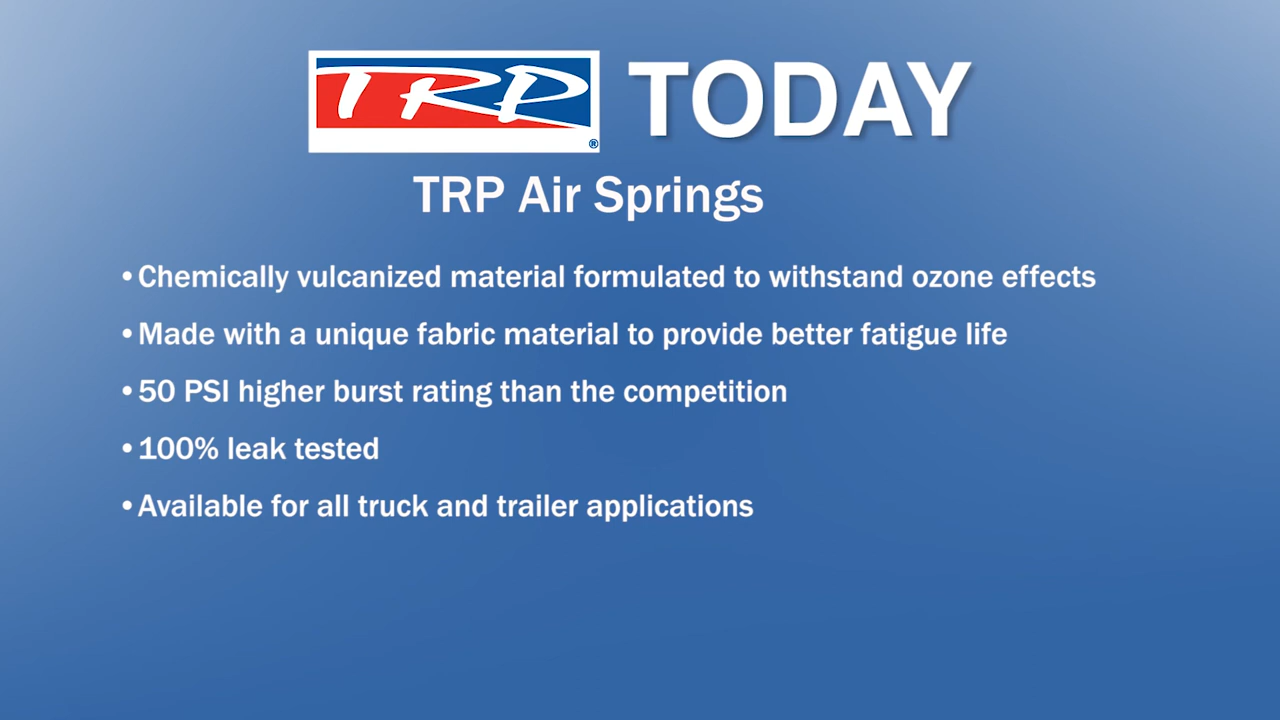 TRP® TODAY
TRP Air Springs
•Chemically vulcanized material formulated to withstand ozone effects
•Made with a unique fabric material to provide better fatigue life
•50 PSI higher burst rating than the competition
•100% leak tested
•Available for all truck and trailer applications